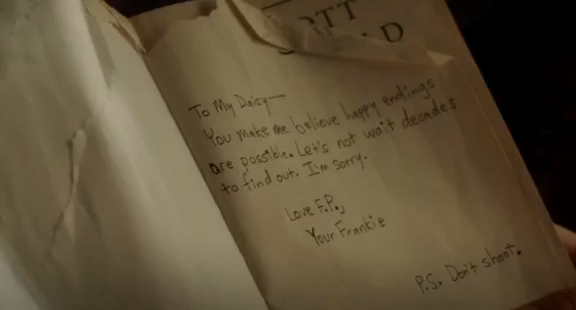 OTT
To My Daisy—
You make me believe happy endings
are possible. Let's not wait decades
to find out. I'm sorry.
Love F.P.,
Your Frankie
P.S. Don't shoot.